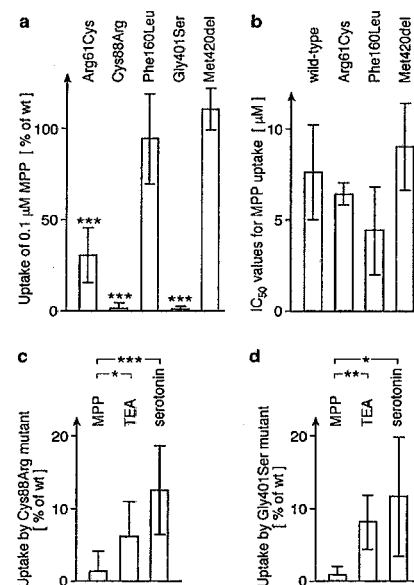 a
Arg61Cys
Cys88Arg
Phe160Leu
Gly401Ser
Met420del
Uptake of 0.1 µM MPP [ % of wt ]
100
50
0
***
***
***
b
wild-type
Arg61Cys
Phe160Leu
Met420del
IC50 values for MPP uptake [ µM ]
10
5
0
c
***
*
MPP
TEA
serotonin
Uptake by Cys88Arg mutant
[ % of wt ]
20
10
0
d
*
**
MPP
TEA
serotonin
Uptake by Gly401Ser mutant
[ % of wt ]
20
10
0